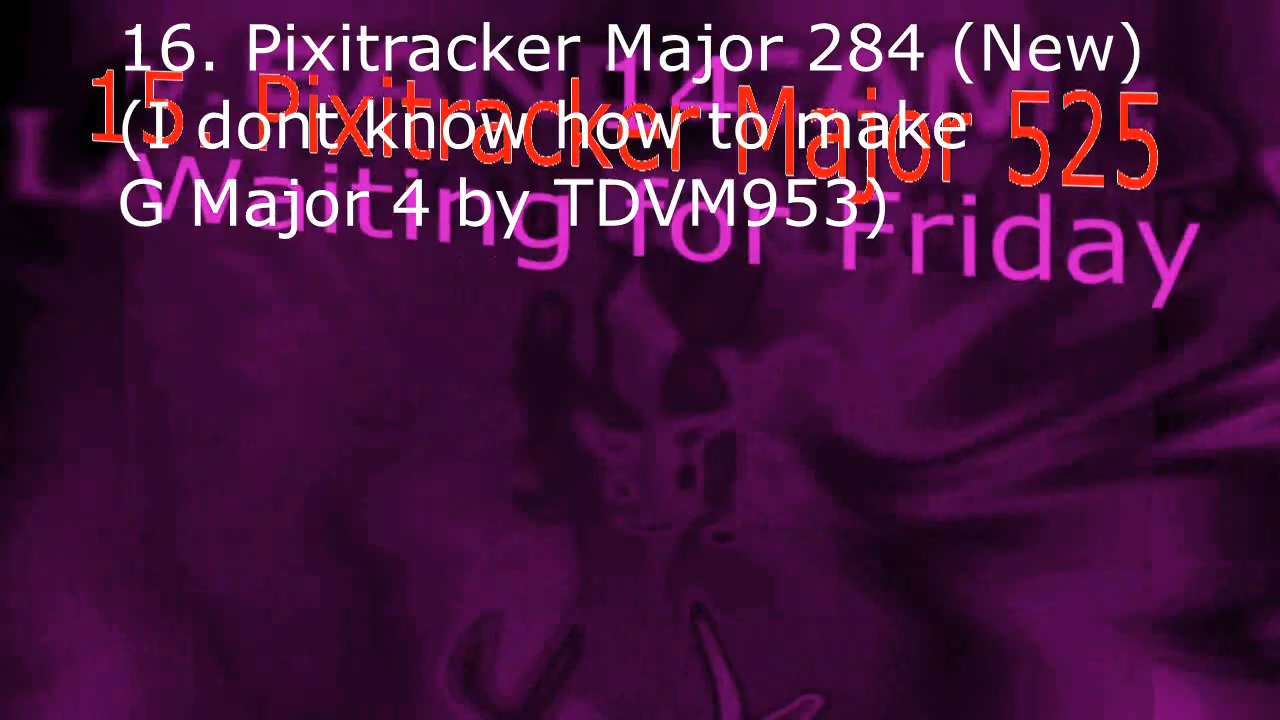 16. Pixitracker Major 284 (New)
15. Pixitracker Major 525
(I dont know how to make
G Major 4 by TDVM953)
Waiting for Friday